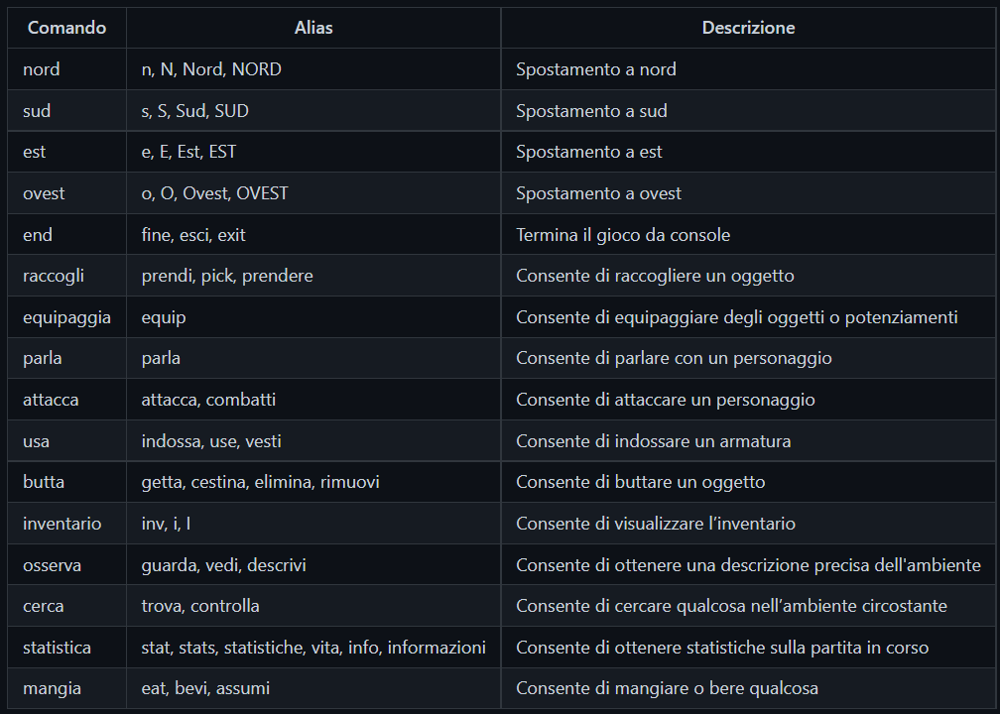 Comando Alias Descrizione
nord n, N, Nord, NORD Spostamento a nord
sud s, S, Sud, SUD Spostamento a sud
est e, E, Est, EST Spostamento a est
ovest o, O, Ovest, OVEST Spostamento a ovest
end fine, esci, exit Termina il gioco da console
raccogli prendi, pick, prendere Consente di raccogliere un oggetto
equipaggia equip Consente di equipaggiare degli oggetti o potenziamenti
parla parla Consente di parlare con un personaggio
attacca attacca, combatti Consente di attaccare un personaggio
usa indossa, use, vesti Consente di indossare un armatura
butta getta, cestina, elimina, rimuovi Consente di buttare un oggetto
inventario inv, i, I Consente di visualizzare l’inventario
osserva guarda, vedi, descrivi Consente di ottenere una descrizione precisa dell'ambiente
cerca trova, controlla Consente di cercare qualcosa nell’ambiente circostante
statistica stat, stats, statistiche, vita, info, informazioni Consente di ottenere statistiche sulla partita in corso
mangia eat, bevi, assumi Consente di mangiare o bere qualcosa